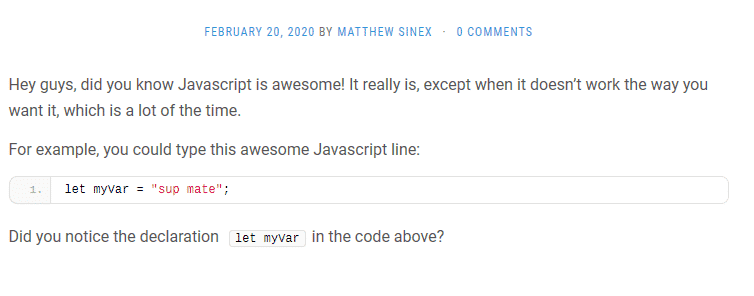 FEBRUARY 20, 2020 BY MATTHEW SINEX · 0 COMMENTS
Hey guys, did you know Javascript is awesome! It really is, except when it doesn’t work the way you
want it, which is a lot of the time.
For example, you could type this awesome Javascript line:
1. let myVar = "sup mate";
Did you notice the declaration let myVar in the code above?